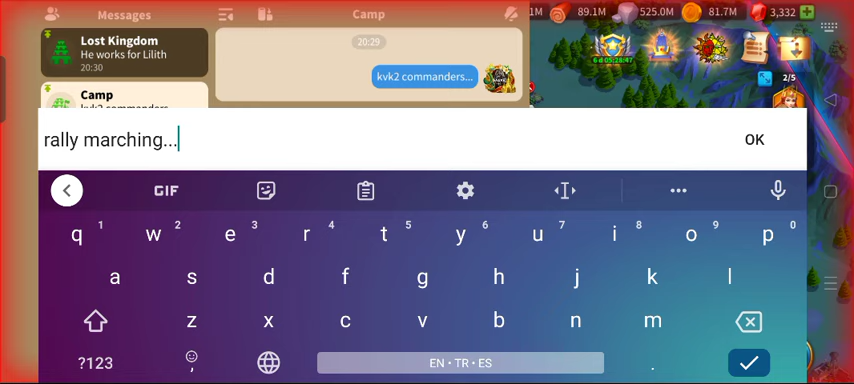 Messages
Camp
1M
89.1M
525.0M
81.7M
3,332
Lost Kingdom
He works for Lilith
20:30
20:29
6 d 05:28:47
2/5
Camp
kvk2 commanders...
rally marching...
OK
GIF
q 1 w 2 e 3 r 4 t 5 y 6 u 7 i 8 o 9 p 0
a s d f g h j k l
z x c v b n m
?123
,
EN • TR • ES
.